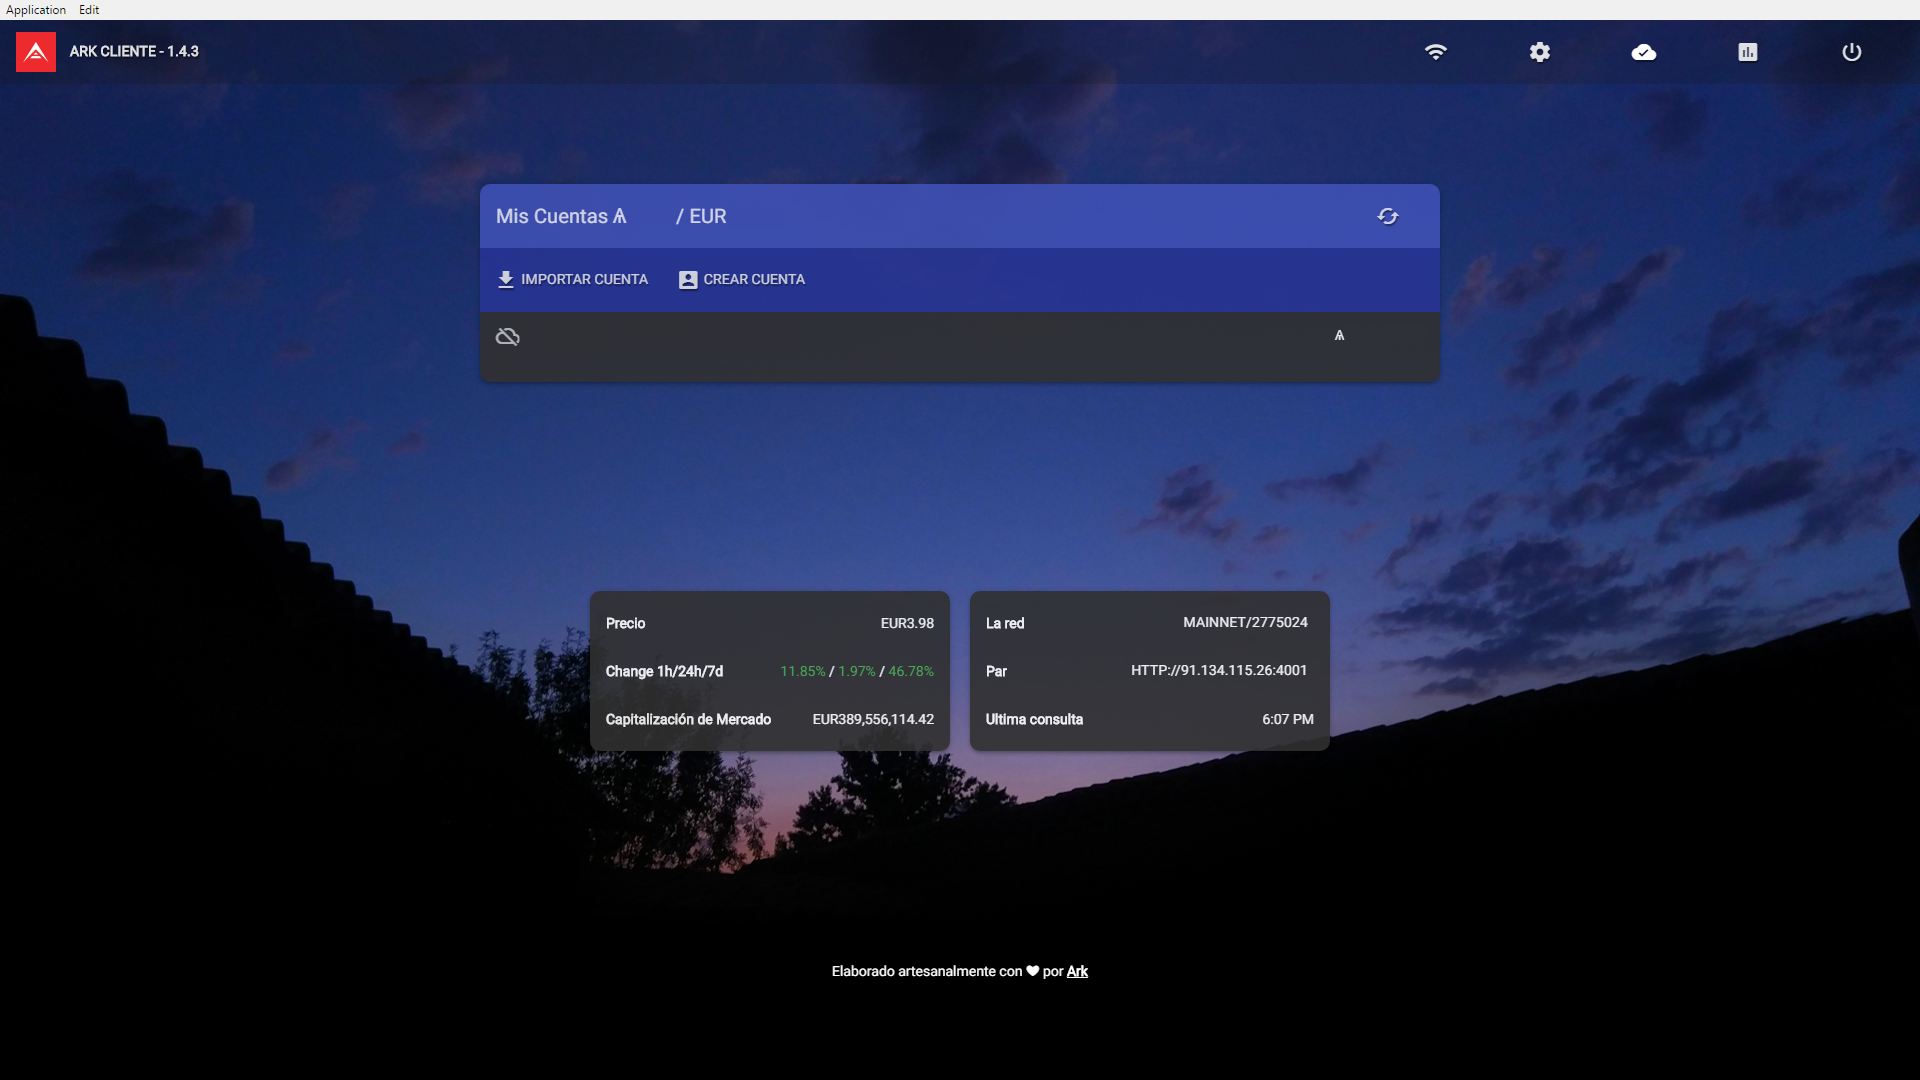 Application Edit
ARK CLIENTE - 1.4.3
Mis Cuentas Ѧ / EUR
IMPORTAR CUENTA CREAR CUENTA
Ѧ
Precio EUR3.98
Change 1h/24h/7d 11.85% / 1.97% / 46.78%
Capitalización de Mercado EUR389,556,114.42
La red MAINNET/2775024
Par HTTP://91.134.115.26:4001
Ultima consulta 6:07 PM
Elaborado artesanalmente con ♥ por Ark